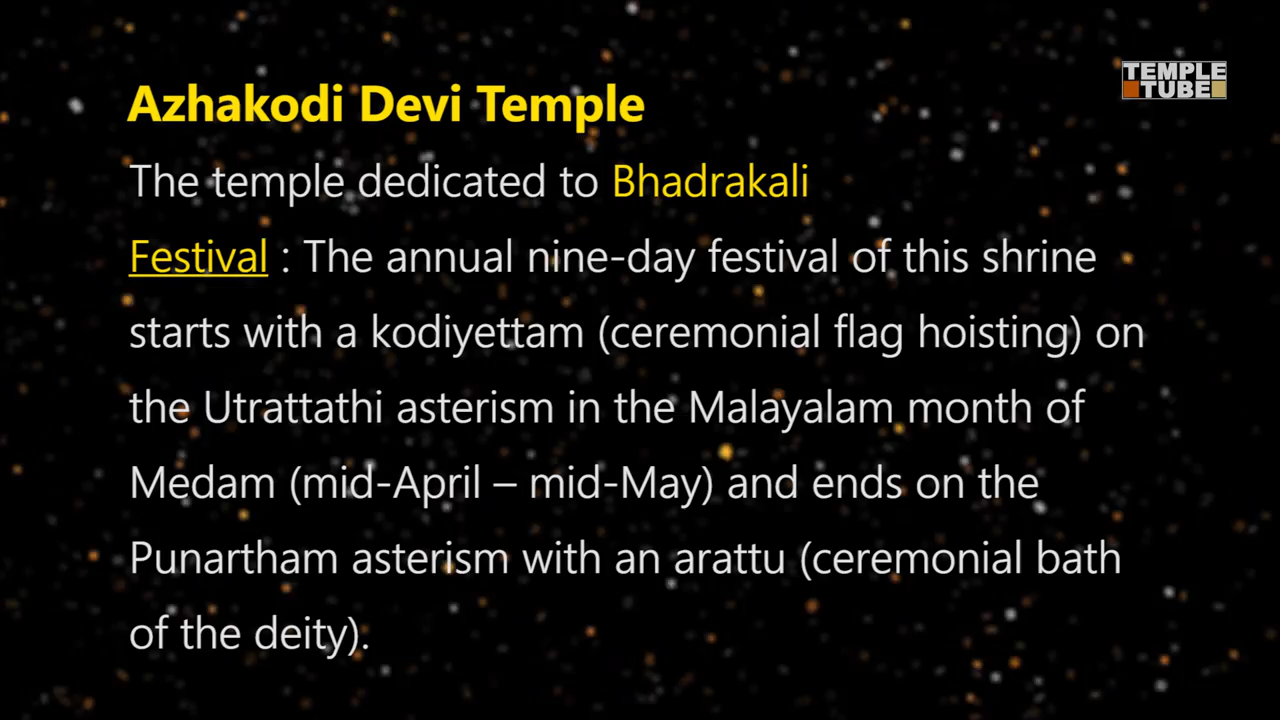 TEMPLE
TUBE
Azhakodi Devi Temple
The temple dedicated to Bhadrakali
Festival : The annual nine-day festival of this shrine
starts with a kodiyettam (ceremonial flag hoisting) on
the Utrattathi asterism in the Malayalam month of
Medam (mid-April – mid-May) and ends on the
Punartham asterism with an arattu (ceremonial bath
of the deity).